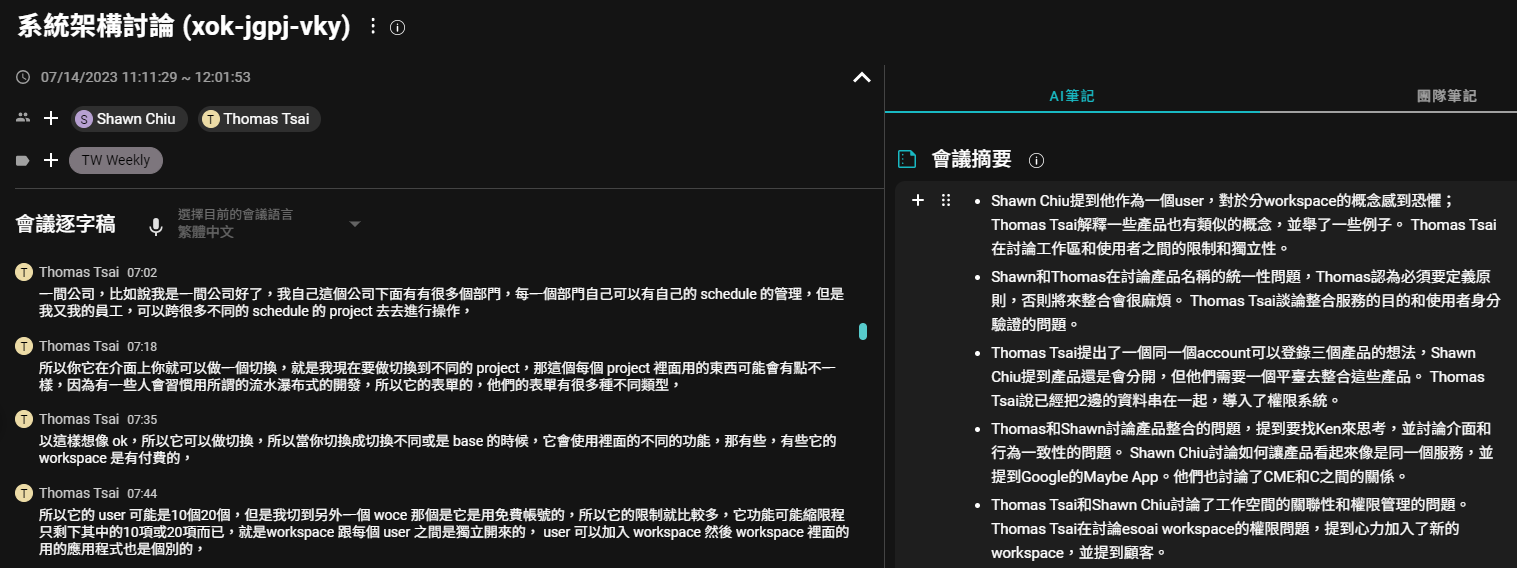 系統架構討論 (xok-jgpj-vky)
07/14/2023 11:11:29 ~ 12:01:53
S Shawn Chiu T Thomas Tsai
TW Weekly
會議逐字稿
選擇目前的會議語言
繁體中文
T Thomas Tsai 07:02
一間公司，比如說我是一間公司好了，我自己這個公司下面有有很多個部門，每一個部門自己可以有自己的 schedule 的管理，但是
我又我的員工，可以跨很多不同的 schedule 的 project 去去進行操作，
T Thomas Tsai 07:18
所以你它在介面上你就可以做一個切換，就是我現在要做切換到不同的 project，那這個每個 project 裡面用的東西可能會有點不一
樣，因為有一些人會習慣用所謂的流水瀑布式的開發，所以它的表單的，他們的表單有很多種不同類型，
T Thomas Tsai 07:35
以這樣想像 ok，所以它可以做切換，所以當你切換成切換不同或是 base 的時候，它會使用裡面的不同的功能，那有些，有些它的
workspace 是有付費的，
T Thomas Tsai 07:44
所以它的 user 可能是10個20個，但是我切到另外一個 woce 那個是它是用免費帳號的，所以它的限制就比較多，它功能可能縮限程
只剩下其中的10項或20項而已，就是workspace 跟每個 user 之間是獨立開來的， user 可以加入 workspace 然後 workspace 裡面的
用的應用程式也是個別的，
AI筆記
團隊筆記
會議摘要
Shawn Chiu提到他作為一個user，對於分workspace的概念感到恐懼；
Thomas Tsai解釋一些產品也有類似的概念，並舉了一些例子。 Thomas Tsai
在討論工作區和使用者之間的限制和獨立性。
Shawn和Thomas在討論產品名稱的統一性問題，Thomas認為必須要定義原
則，否則將來整合會很麻煩。 Thomas Tsai談論整合服務的目的和使用者身分
驗證的問題。
Thomas Tsai提出了一個同一個account可以登錄三個產品的想法，Shawn
Chiu提到產品還是會分開，但他們需要一個平臺去整合這些產品。 Thomas
Tsai說已經把2邊的資料串在一起，導入了權限系統。
Thomas和Shawn討論產品整合的問題，提到要找Ken來思考，並討論介面和
行為一致性的問題。 Shawn Chiu討論如何讓產品看起來像是同一個服務，並
提到Google的Maybe App。他們也討論了CME和C之間的關係。
Thomas Tsai和Shawn Chiu討論了工作空間的關聯性和權限管理的問題。
Thomas Tsai在討論esoai workspace的權限問題，提到心力加入了新的
workspace，並提到顧客。